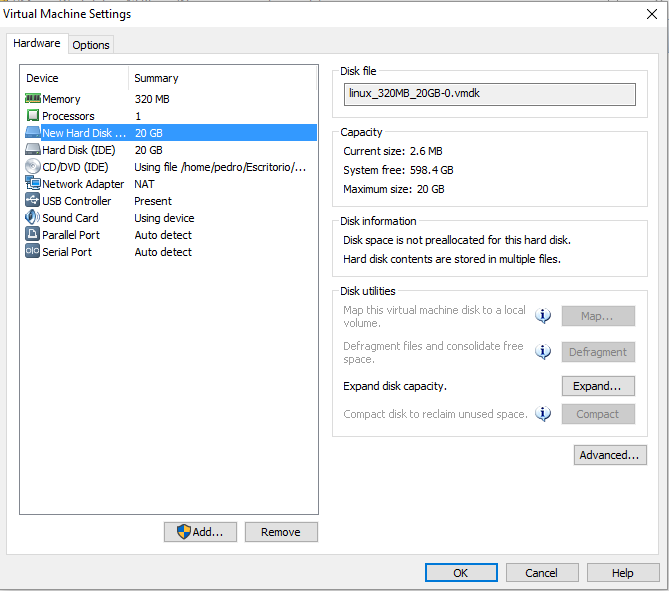 Virtual Machine Settings
Hardware Options
Device Summary
Memory 320 MB
Processors 1
New Hard Disk ... 20 GB
Hard Disk (IDE) 20 GB
CD/DVD (IDE) Using file /home/pedro/Escritorio/...
Network Adapter NAT
USB Controller Present
Sound Card Using device
Parallel Port Auto detect
Serial Port Auto detect
Add... Remove
Disk file
linux_320MB_20GB-0.vmdk
Capacity
Current size: 2.6 MB
System free: 598.4 GB
Maximum size: 20 GB
Disk information
Disk space is not preallocated for this hard disk.
Hard disk contents are stored in multiple files.
Disk utilities
Map this virtual machine disk to a local
volume.
Map...
Defragment files and consolidate free
space.
Defragment
Expand disk capacity.
Expand...
Compact disk to reclaim unused space.
Compact
Advanced...
OK Cancel Help